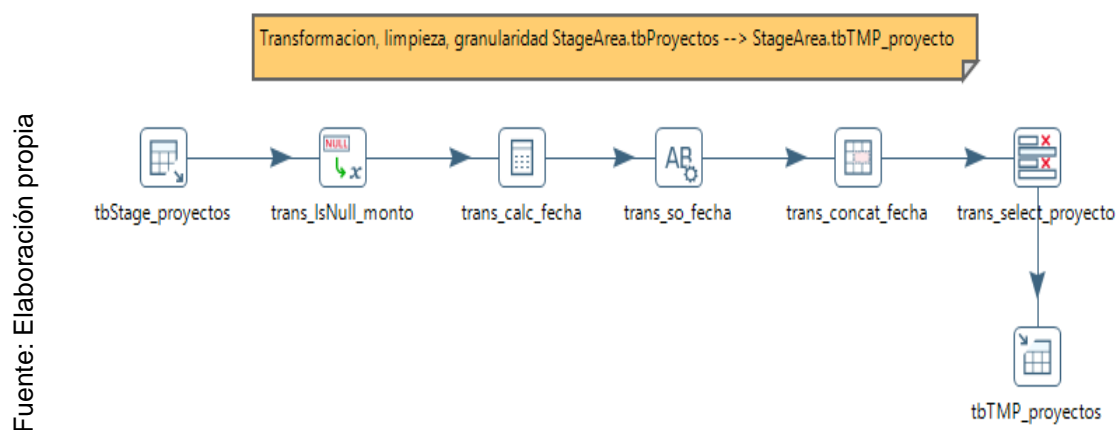 Transformacion, limpieza, granularidad StageArea.tbProyectos --> StageArea.tbTMP_proyecto
Fuente: Elaboración propia
NULL
x
AB
tbStage_proyectos
trans_IsNull_monto
trans_calc_fecha
trans_so_fecha
trans_concat_fecha
trans_select_proyecto
tbTMP_proyectos